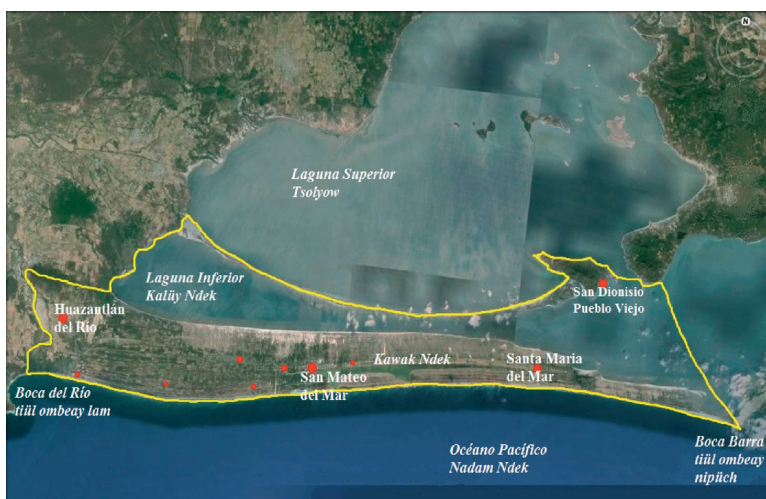 N
Laguna Superior
Tsolyow
Laguna Inferior
Kalüy Ndek
San Dionisio
Pueblo Viejo
Huazantlán
del Río
Kawak Ndek
Santa Maria
del Mar
San Mateo
del Mar
Boca del Río
tiül ombeay lam
Océano Pacífico
Nadam Ndek
Boca Barra
tiül ombeay
nipüch